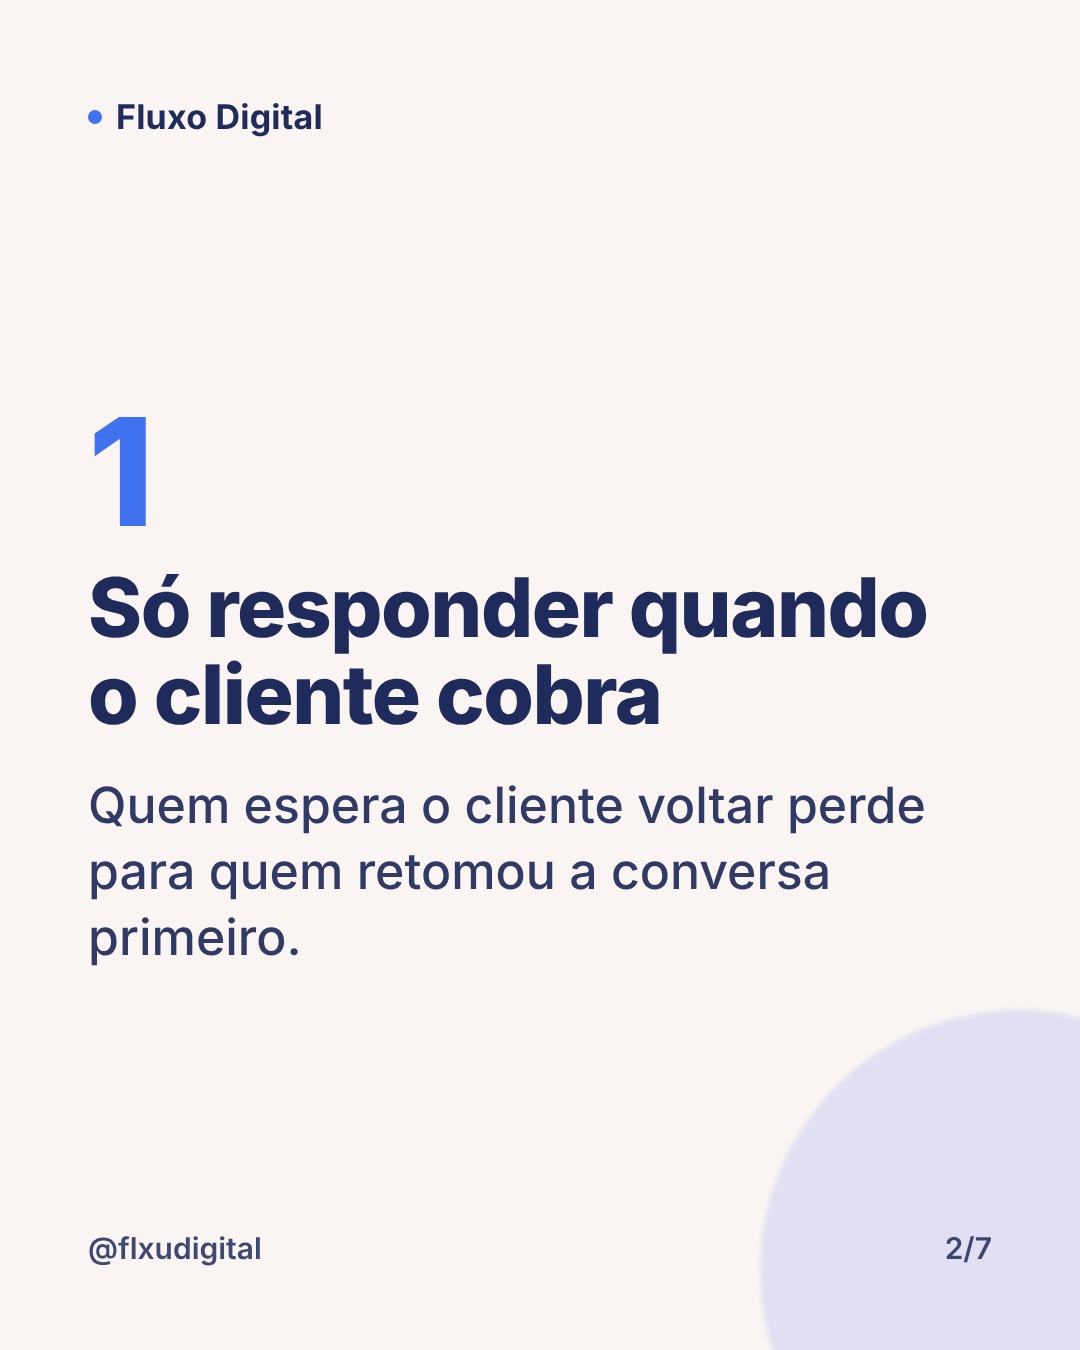 Fluxo Digital
1
Só responder quando
o cliente cobra
Quem espera o cliente voltar perde
para quem retomou a conversa
primeiro.
@flxudigital
2/7